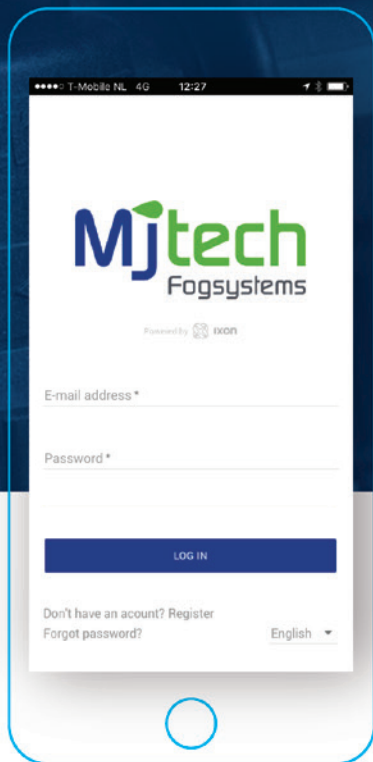 T-Mobile NL 4G 12:27
Mjtech
Fogsystems
Powered by IXON
E-mail address *
Password *
LOG IN
Don't have an acount? Register
Forgot password?
English